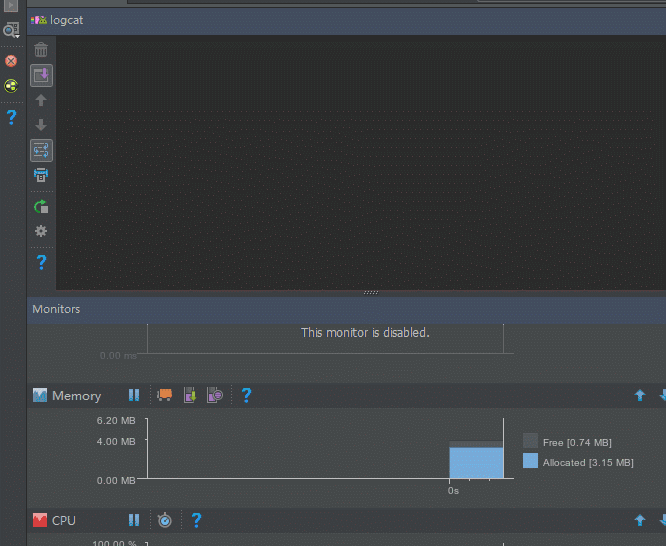 logcat
Monitors
This monitor is disabled.
0.00 ms
Memory
6.20 MB
4.00 MB
0.00 MB
Free [0.74 MB]
Allocated [3.15 MB]
0s
CPU
100.00 %